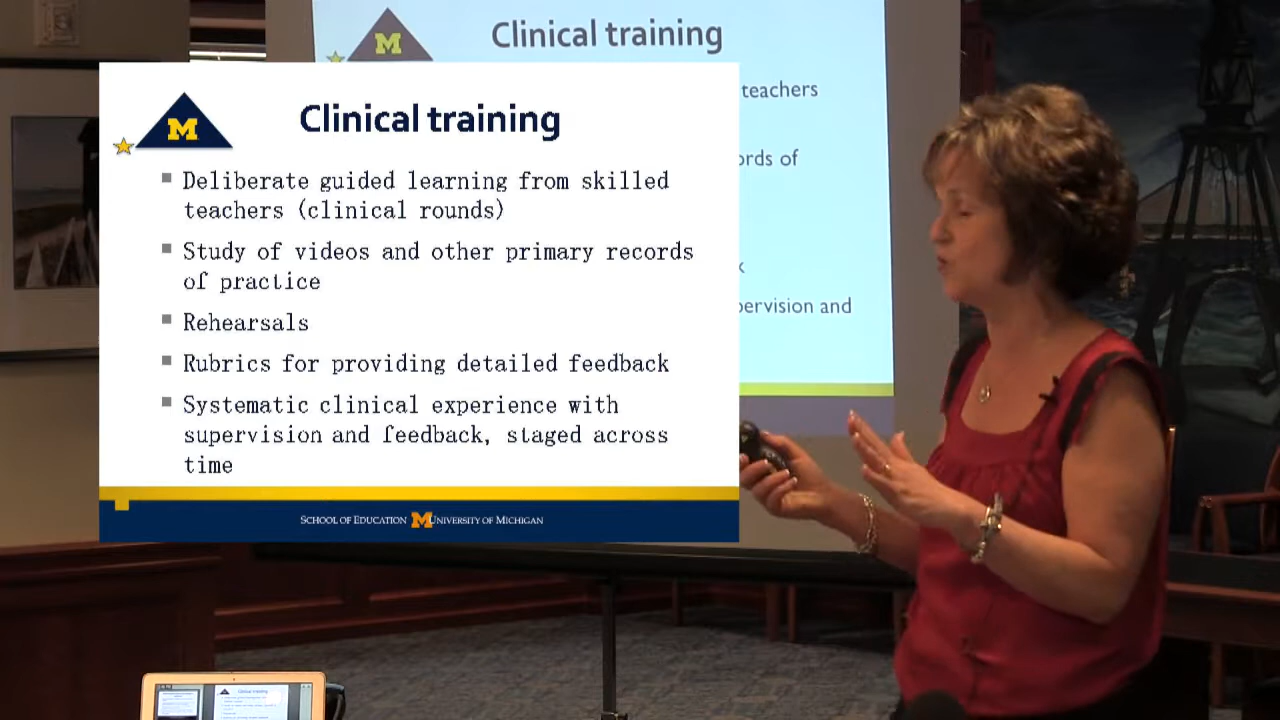 M
Clinical training
teachers
ords of
pervision and
M
Clinical training
Deliberate guided learning from skilled
teachers (clinical rounds)
Study of videos and other primary records
of practice
Rehearsals
Rubrics for providing detailed feedback
Systematic clinical experience with
supervision and feedback, staged across
time
SCHOOL OF EDUCATION M UNIVERSITY OF MICHIGAN
Clinical training